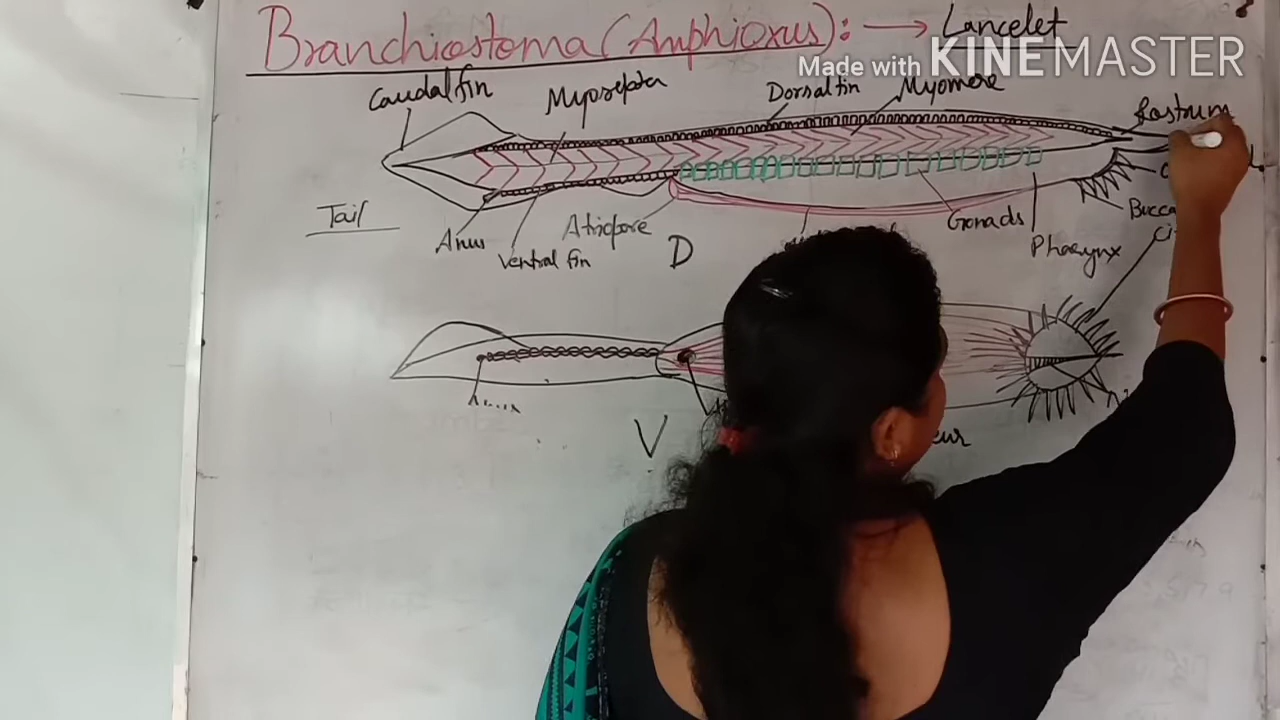 Branchiostoma (Amphioxus): → Lancelet
Made with KINEMASTER
Caudal fin
Myosepta
Dorsal fin
Myomere
Rostrum
Tail
Anus
Ventral fin
Atriopore
D
Gonads
Pharynx
V